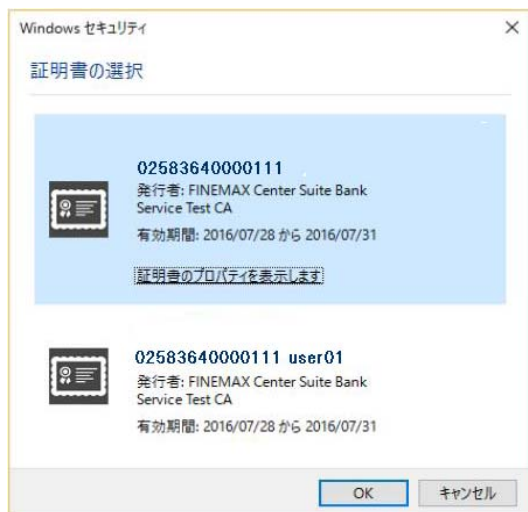 Windows セキュリティ
証明書の選択
02583640000111
発行者: FINEMAX Center Suite Bank
Service Test CA
有効期間: 2016/07/28 から 2016/07/31
証明書のプロパティを表示します
02583640000111 user01
発行者: FINEMAX Center Suite Bank
Service Test CA
有効期間: 2016/07/28 から 2016/07/31
OK キャンセル